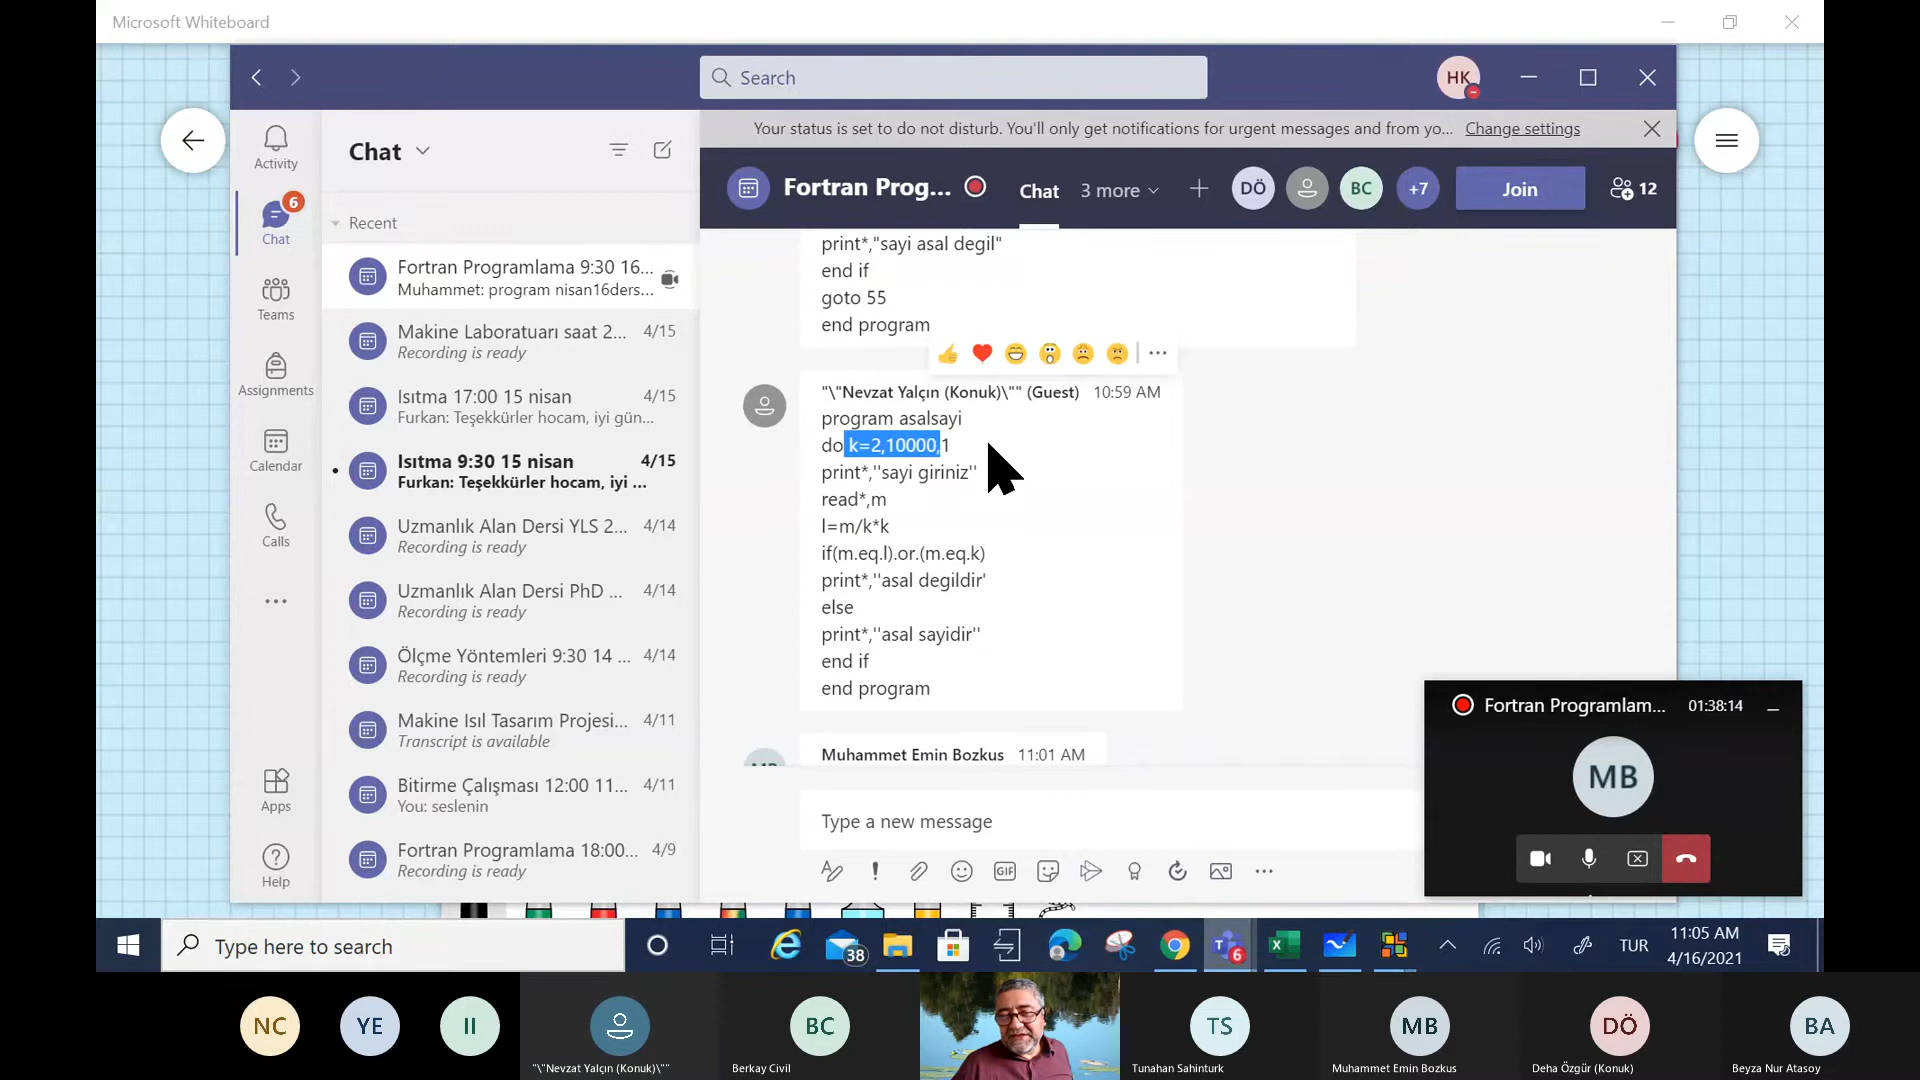 Microsoft Whiteboard
Search
HK
Your status is set to do not disturb. You'll only get notifications for urgent messages and from yo...
Change settings
Activity
6
Chat
Teams
Assignments
Calendar
Calls
Apps
Help
Chat
Recent
Fortran Programlama 9:30 16...
Muhammet: program nisan16ders...
Makine Laboratuarı saat 2...
4/15
Recording is ready
Isıtma 17:00 15 nisan
4/15
Furkan: Teşekkürler hocam, iyi gün...
Isıtma 9:30 15 nisan
4/15
Furkan: Teşekkürler hocam, iyi ...
Uzmanlık Alan Dersi YLS 2...
4/14
Recording is ready
Uzmanlık Alan Dersi PhD ...
4/14
Recording is ready
Ölçme Yöntemleri 9:30 14 ...
4/14
Recording is ready
Makine Isıl Tasarım Projesi...
4/11
Transcript is available
Bitirme Çalışması 12:00 11...
4/11
You: seslenin
Fortran Programlama 18:00...
4/9
Recording is ready
Fortran Prog...
Chat
3 more
DÖ
BC
+7
Join
12
print*,"sayi asal degil"
end if
goto 55
end program
"\"Nevzat Yalçın (Konuk)\"" (Guest) 10:59 AM
program asalsayi
do k=2,10000,1
print*,''sayi giriniz''
read*,m
l=m/k*k
if(m.eq.l).or.(m.eq.k)
print*,''asal degildir'
else
print*,''asal sayidir''
end if
end program
Muhammet Emin Bozkus 11:01 AM
Type a new message
GIF
Fortran Programlam...
01:38:14
MB
Type here to search
38
6
TUR
11:05 AM
4/16/2021
NC
YE
II
"\"Nevzat Yalçın (Konuk)\""
BC
Berkay Civil
TS
Tunahan Sahinturk
MB
Muhammet Emin Bozkus
DÖ
Deha Özgür (Konuk)
BA
Beyza Nur Atasoy